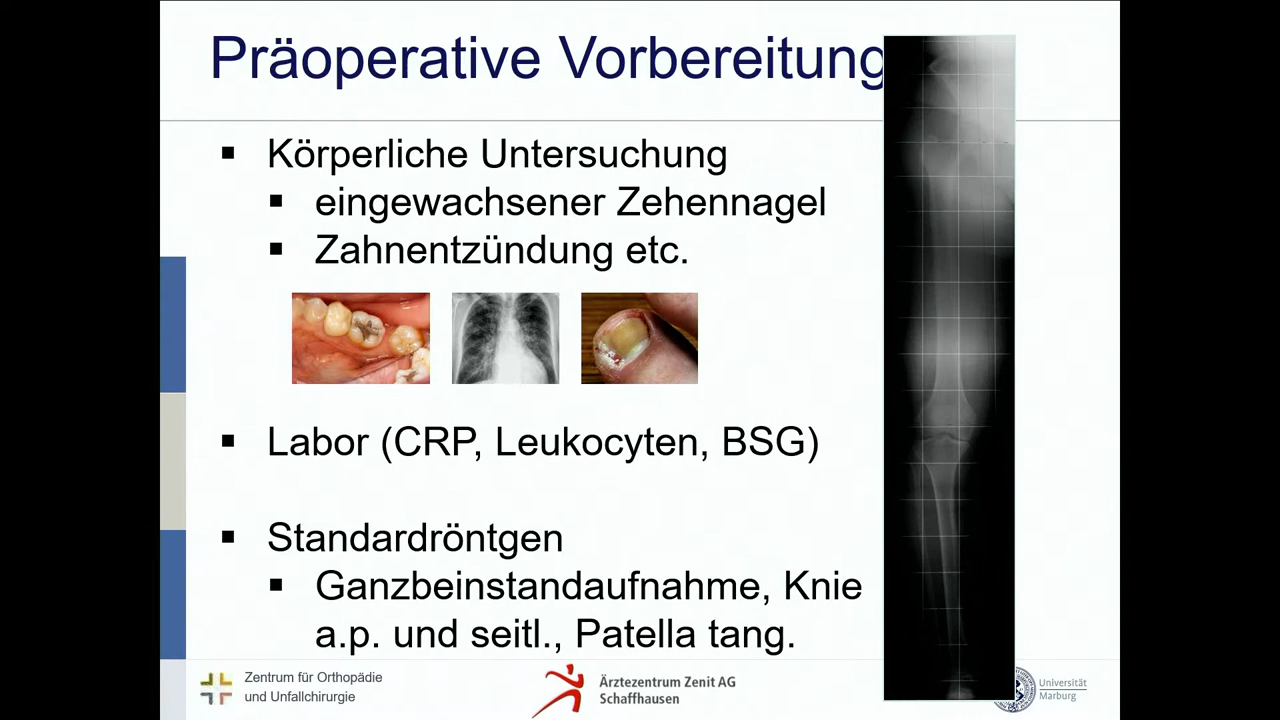 Präoperative Vorbereitung
Körperliche Untersuchung
eingewachsener Zehennagel
Zahnentzündung etc.
Labor (CRP, Leukocyten, BSG)
Standardröntgen
Ganzbeinstandaufnahme, Knie
a.p. und seitl., Patella tang.
Zentrum für Orthopädie
und Unfallchirurgie
Ärztezentrum Zenit AG
Schaffhausen
Universität
Marburg